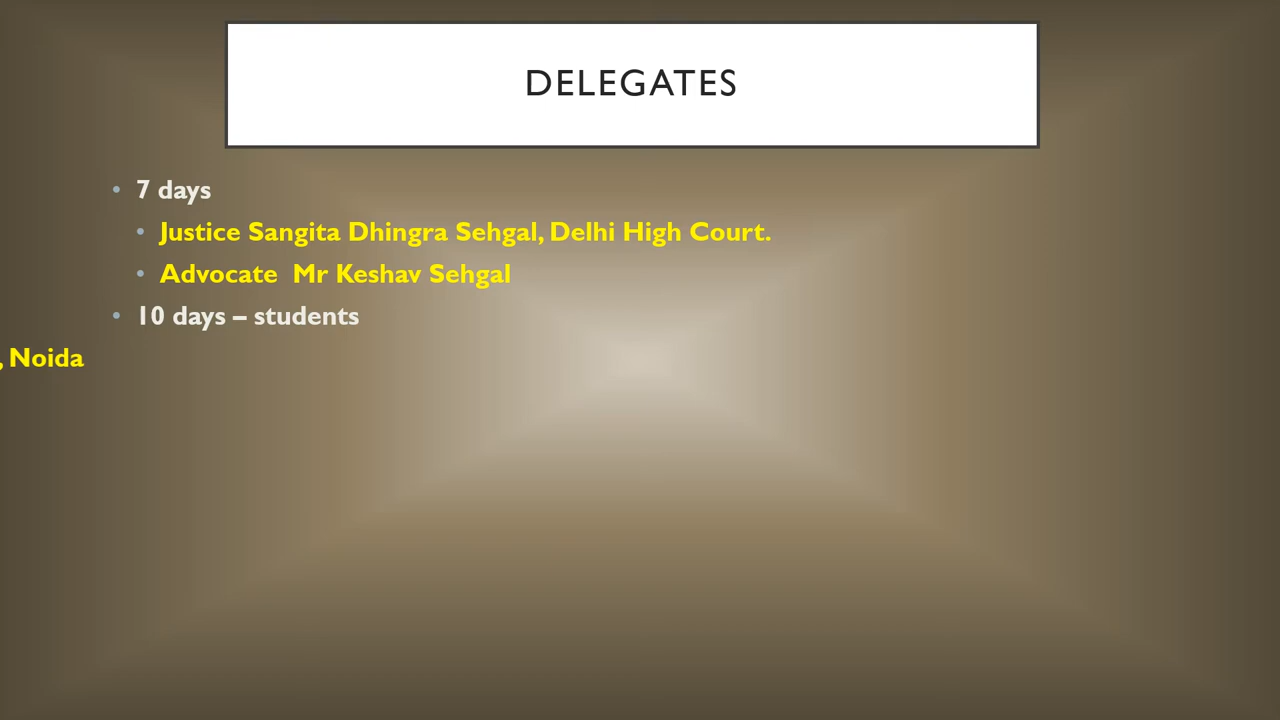 DELEGATES
• 7 days
• Justice Sangita Dhingra Sehgal, Delhi High Court.
• Advocate  Mr Keshav Sehgal
• 10 days – students
, Noida